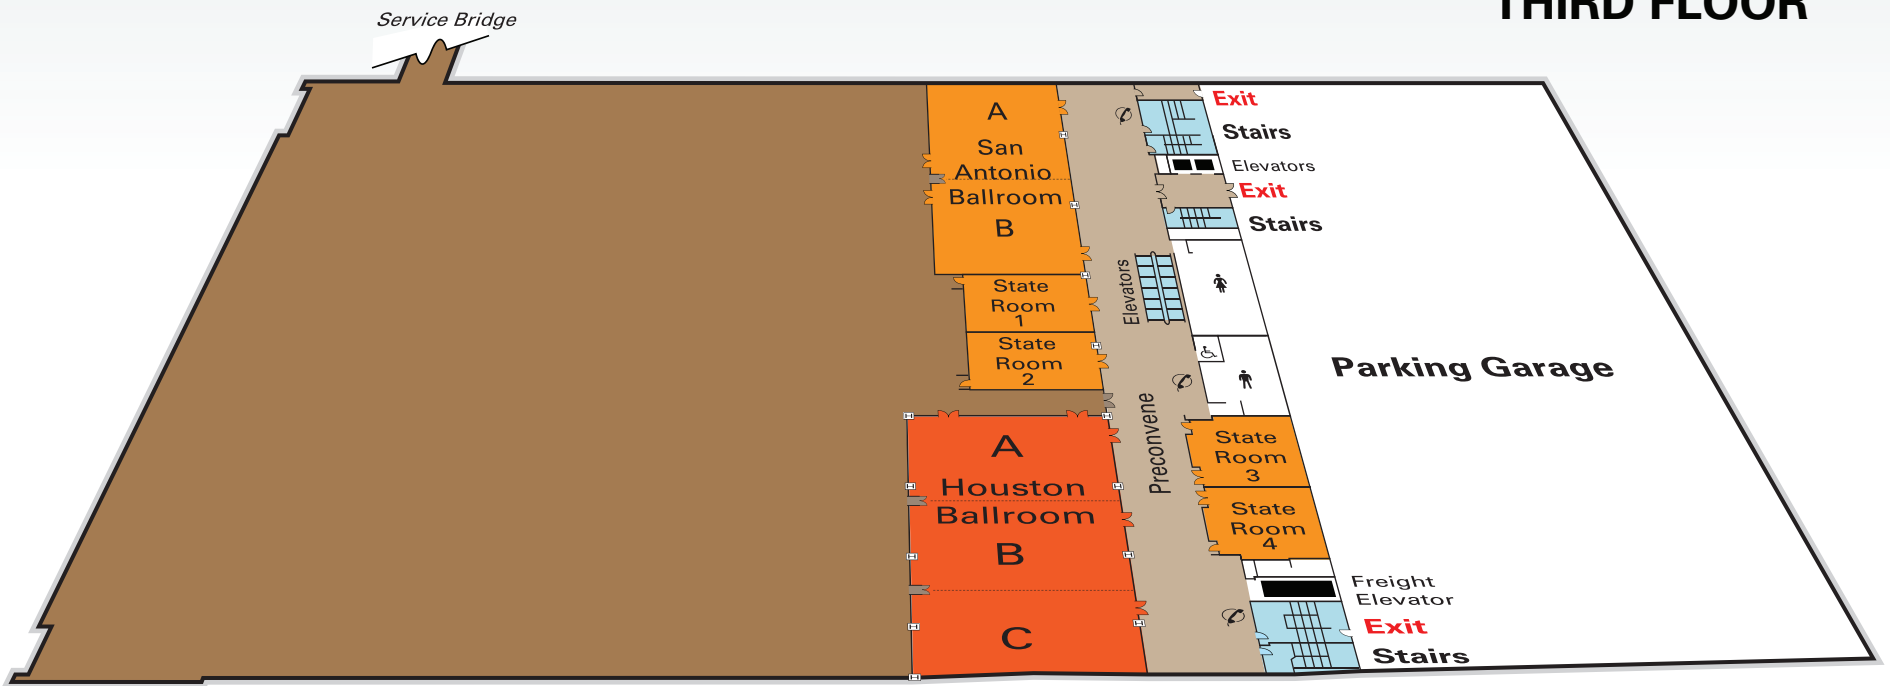 THIRD FLOOR
Service Bridge
A
San
Antonio
Ballroom
B
Exit
Stairs
Elevators
Exit
Stairs
State
Room
1
Elevators
State
Room
2
Parking Garage
Preconvene
A
Houston
Ballroom
B
C
State
Room
3
State
Room
4
Freight
Elevator
Exit
Stairs